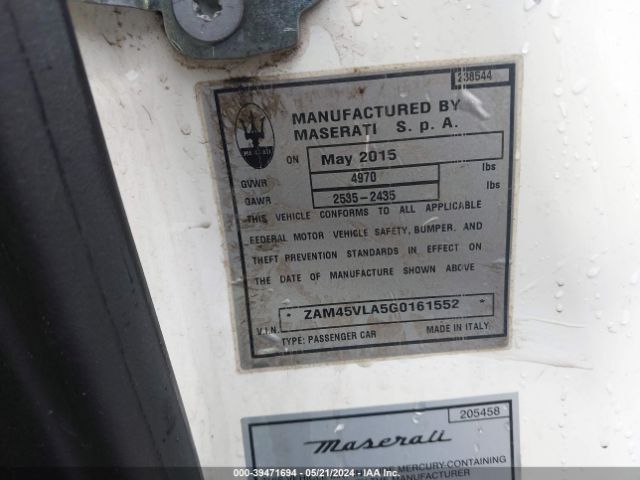 238544
MANUFACTURED BY
MASERATI S. p. A.
ON May 2015
GVWR 4970 lbs
GAWR 2535-2435 lbs
THIS VEHICLE CONFORMS TO ALL APPLICABLE
FEDERAL MOTOR VEHICLE SAFETY, BUMPER, AND
THEFT PREVENTION STANDARDS IN EFFECT ON
THE DATE OF MANUFACTURE SHOWN ABOVE
V.I.N. * ZAM45VLA5G0161552 *
TYPE: PASSENGER CAR MADE IN ITALY
205458
Maserati
MERCURY-CONTAINING
MANUFACTURER
000-39471694 - 05/21/2024 - IAA Inc.